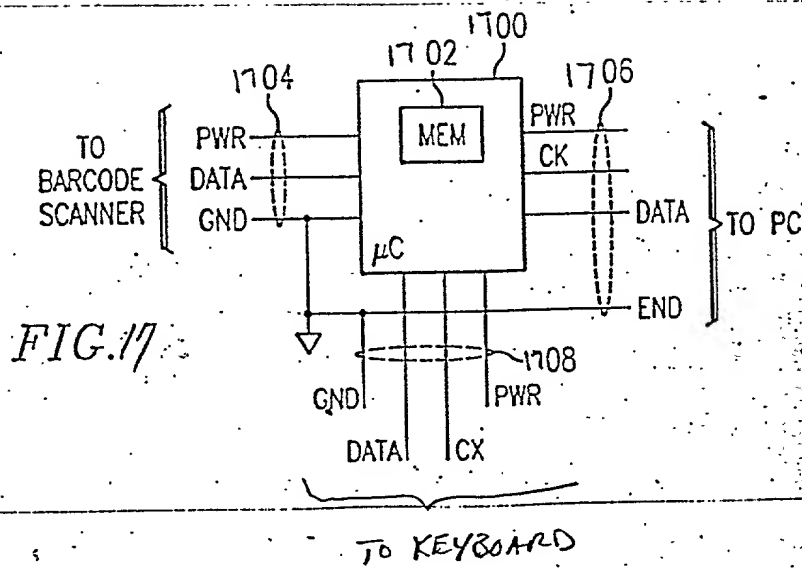 1700
1702
1704
1706
PWR
MEM
PWR
CK
TO
BARCODE
SCANNER
DATA
DATA
TO PC
GND
μC
END
FIG.17
1708
GND
PWR
DATA
CX
TO KEYBOARD